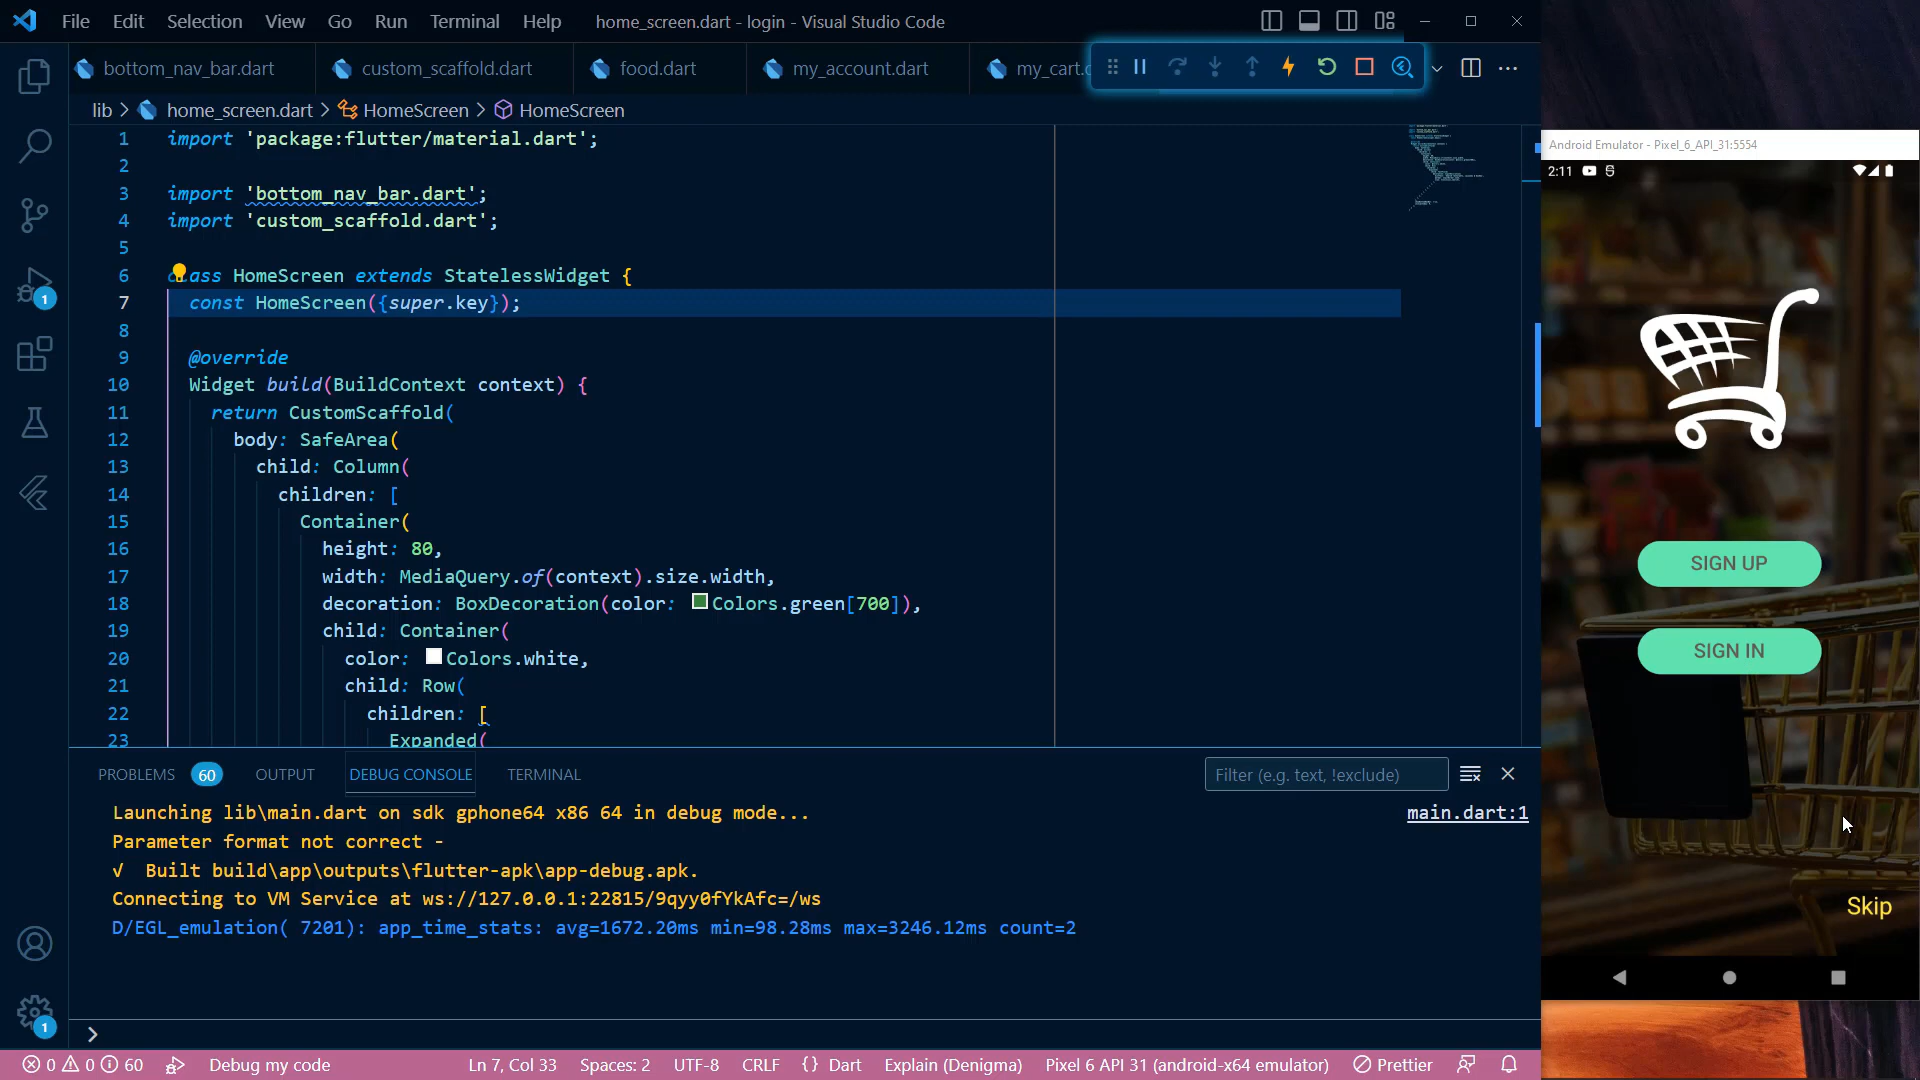 File Edit Selection View Go Run Terminal Help home_screen.dart - login - Visual Studio Code
bottom_nav_bar.dart custom_scaffold.dart food.dart my_account.dart my_cart.
lib > home_screen.dart > HomeScreen > HomeScreen
1 import 'package:flutter/material.dart';
2
3 import 'bottom_nav_bar.dart';
4 import 'custom_scaffold.dart';
5
6 class HomeScreen extends StatelessWidget {
7 const HomeScreen({super.key});
8
9 @override
10 Widget build(BuildContext context) {
11 return CustomScaffold(
12 body: SafeArea(
13 child: Column(
14 children: [
15 Container(
16 height: 80,
17 width: MediaQuery.of(context).size.width,
18 decoration: BoxDecoration(color: Colors.green[700]),
19 child: Container(
20 color: Colors.white,
21 child: Row(
22 children: [
23 Expanded(
PROBLEMS 60 OUTPUT DEBUG CONSOLE TERMINAL Filter (e.g. text, !exclude)
Launching lib\main.dart on sdk gphone64 x86 64 in debug mode... main.dart:1
Parameter format not correct -
√ Built build\app\outputs\flutter-apk\app-debug.apk.
Connecting to VM Service at ws://127.0.0.1:22815/9qyy0fYkAfc=/ws
D/EGL_emulation( 7201): app_time_stats: avg=1672.20ms min=98.28ms max=3246.12ms count=2
>
1
1
0 0 60 Debug my code Ln 7, Col 33 Spaces: 2 UTF-8 CRLF {} Dart Explain (Denigma) Pixel 6 API 31 (android-x64 emulator) Prettier
Android Emulator - Pixel_6_API_31:5554
2:11
SIGN UP
SIGN IN
Skip